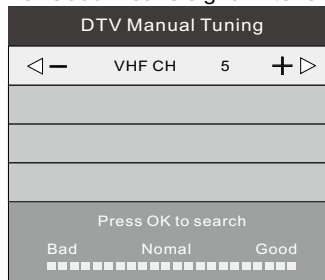 DTV Manual Tuning
− VHF CH 5 +
Press OK to search
Bad Nomal Good